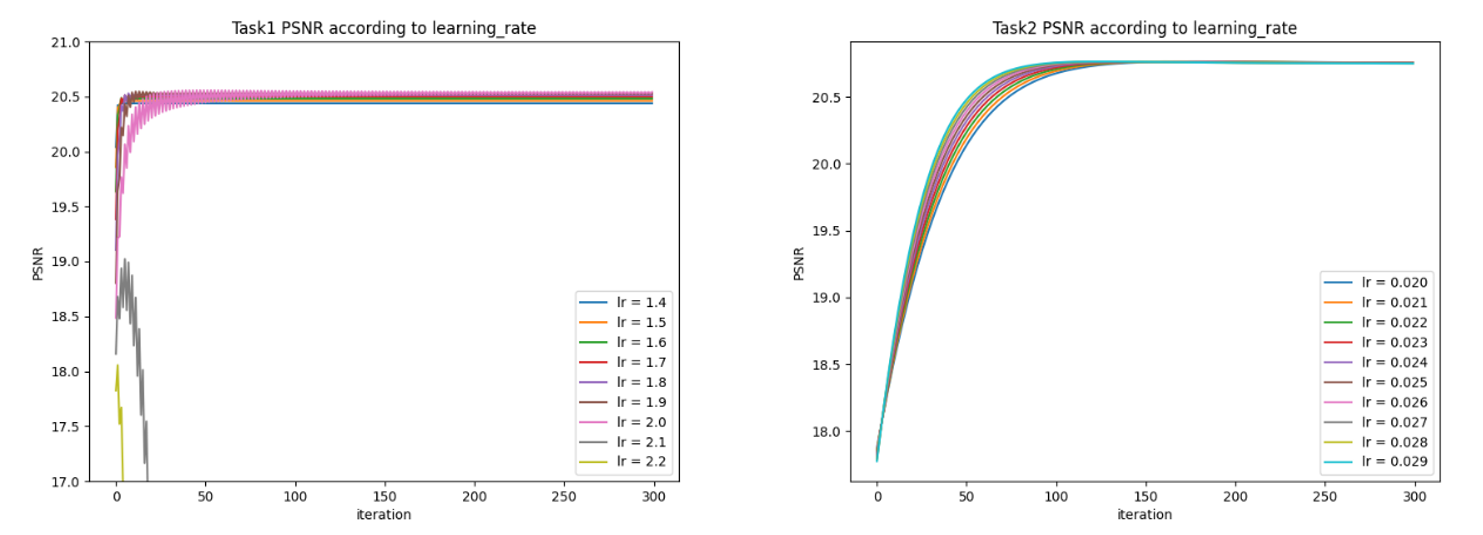 Task1 PSNR according to learning_rate
21.0
20.5
20.0
19.5
19.0
18.5
18.0
17.5
17.0
PSNR
0 50 100 150 200 250 300
iteration
lr = 1.4
lr = 1.5
lr = 1.6
lr = 1.7
lr = 1.8
lr = 1.9
lr = 2.0
lr = 2.1
lr = 2.2
Task2 PSNR according to learning_rate
20.5
20.0
19.5
19.0
18.5
18.0
PSNR
0 50 100 150 200 250 300
iteration
lr = 0.020
lr = 0.021
lr = 0.022
lr = 0.023
lr = 0.024
lr = 0.025
lr = 0.026
lr = 0.027
lr = 0.028
lr = 0.029